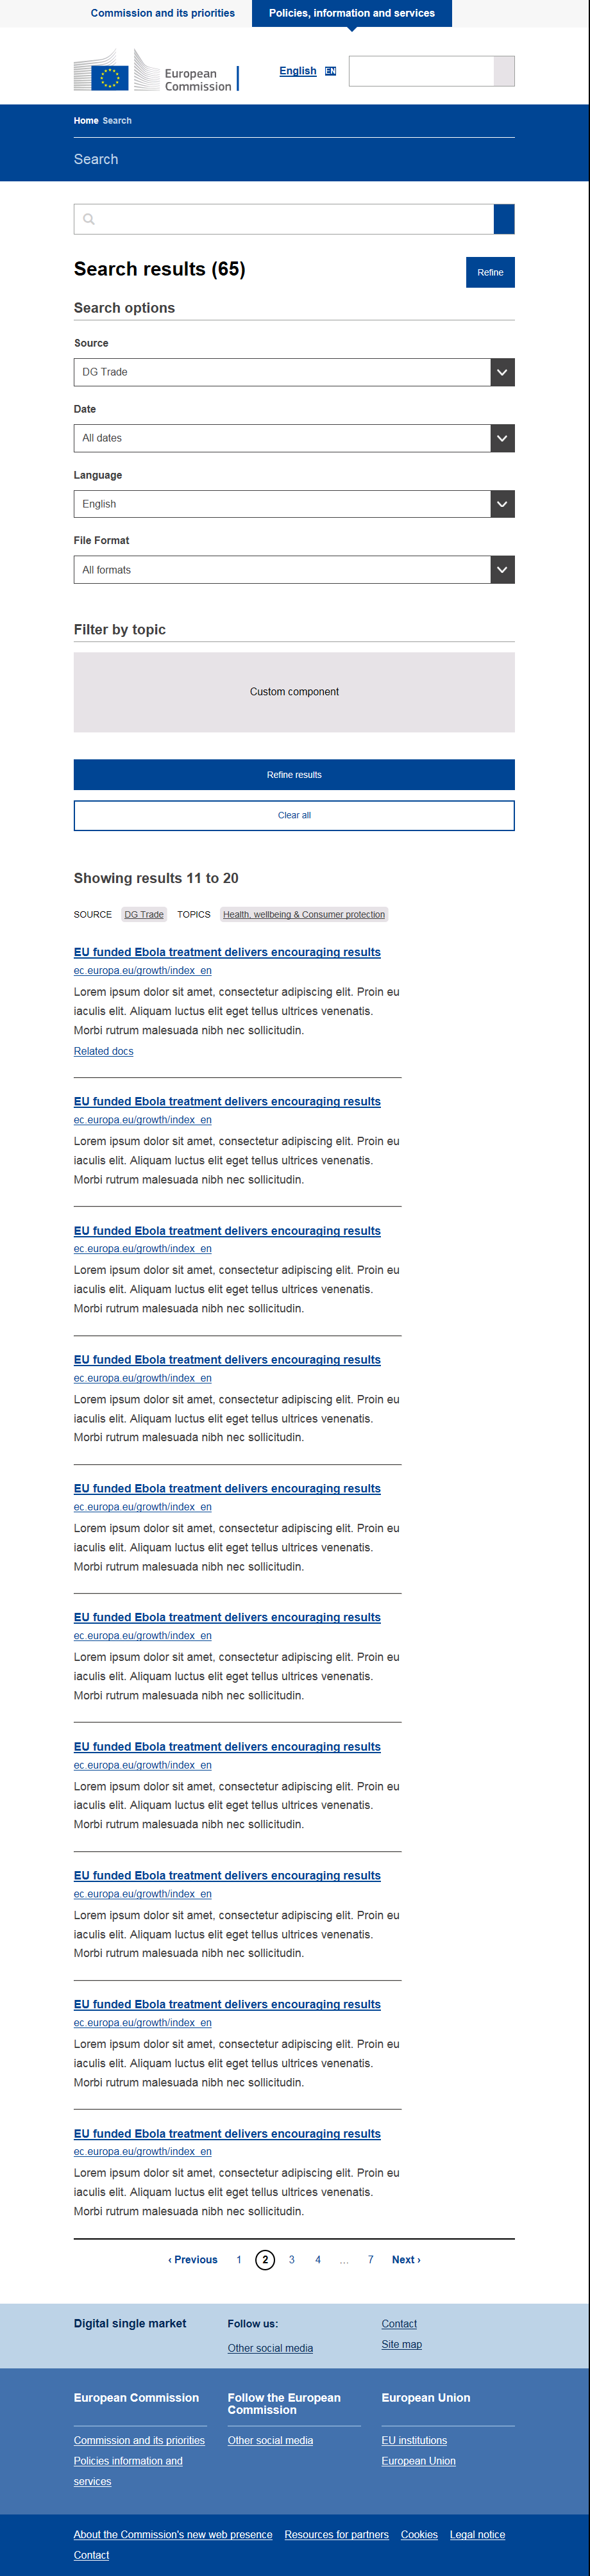 Commission and its priorities
Policies, information and services
European
Commission
English EN
Home Search
Search
Search results (65)
Refine
Search options
Source
DG Trade
Date
All dates
Language
English
File Format
All formats
Filter by topic
Custom component
Refine results
Clear all
Showing results 11 to 20
SOURCE DG Trade TOPICS Health, wellbeing & Consumer protection
EU funded Ebola treatment delivers encouraging results
ec.europa.eu/growth/index_en
Lorem ipsum dolor sit amet, consectetur adipiscing elit. Proin eu
iaculis elit. Aliquam luctus elit eget tellus ultrices venenatis.
Morbi rutrum malesuada nibh nec sollicitudin.
Related docs
EU funded Ebola treatment delivers encouraging results
ec.europa.eu/growth/index_en
Lorem ipsum dolor sit amet, consectetur adipiscing elit. Proin eu
iaculis elit. Aliquam luctus elit eget tellus ultrices venenatis.
Morbi rutrum malesuada nibh nec sollicitudin.
EU funded Ebola treatment delivers encouraging results
ec.europa.eu/growth/index_en
Lorem ipsum dolor sit amet, consectetur adipiscing elit. Proin eu
iaculis elit. Aliquam luctus elit eget tellus ultrices venenatis.
Morbi rutrum malesuada nibh nec sollicitudin.
EU funded Ebola treatment delivers encouraging results
ec.europa.eu/growth/index_en
Lorem ipsum dolor sit amet, consectetur adipiscing elit. Proin eu
iaculis elit. Aliquam luctus elit eget tellus ultrices venenatis.
Morbi rutrum malesuada nibh nec sollicitudin.
EU funded Ebola treatment delivers encouraging results
ec.europa.eu/growth/index_en
Lorem ipsum dolor sit amet, consectetur adipiscing elit. Proin eu
iaculis elit. Aliquam luctus elit eget tellus ultrices venenatis.
Morbi rutrum malesuada nibh nec sollicitudin.
EU funded Ebola treatment delivers encouraging results
ec.europa.eu/growth/index_en
Lorem ipsum dolor sit amet, consectetur adipiscing elit. Proin eu
iaculis elit. Aliquam luctus elit eget tellus ultrices venenatis.
Morbi rutrum malesuada nibh nec sollicitudin.
EU funded Ebola treatment delivers encouraging results
ec.europa.eu/growth/index_en
Lorem ipsum dolor sit amet, consectetur adipiscing elit. Proin eu
iaculis elit. Aliquam luctus elit eget tellus ultrices venenatis.
Morbi rutrum malesuada nibh nec sollicitudin.
EU funded Ebola treatment delivers encouraging results
ec.europa.eu/growth/index_en
Lorem ipsum dolor sit amet, consectetur adipiscing elit. Proin eu
iaculis elit. Aliquam luctus elit eget tellus ultrices venenatis.
Morbi rutrum malesuada nibh nec sollicitudin.
EU funded Ebola treatment delivers encouraging results
ec.europa.eu/growth/index_en
Lorem ipsum dolor sit amet, consectetur adipiscing elit. Proin eu
iaculis elit. Aliquam luctus elit eget tellus ultrices venenatis.
Morbi rutrum malesuada nibh nec sollicitudin.
EU funded Ebola treatment delivers encouraging results
ec.europa.eu/growth/index_en
Lorem ipsum dolor sit amet, consectetur adipiscing elit. Proin eu
iaculis elit. Aliquam luctus elit eget tellus ultrices venenatis.
Morbi rutrum malesuada nibh nec sollicitudin.
‹ Previous 1 2 3 4 … 7 Next ›
Digital single market
Follow us:
Other social media
Contact
Site map
European Commission
Commission and its priorities
Policies information and
services
Follow the European
Commission
Other social media
European Union
EU institutions
European Union
About the Commission's new web presence Resources for partners Cookies Legal notice
Contact